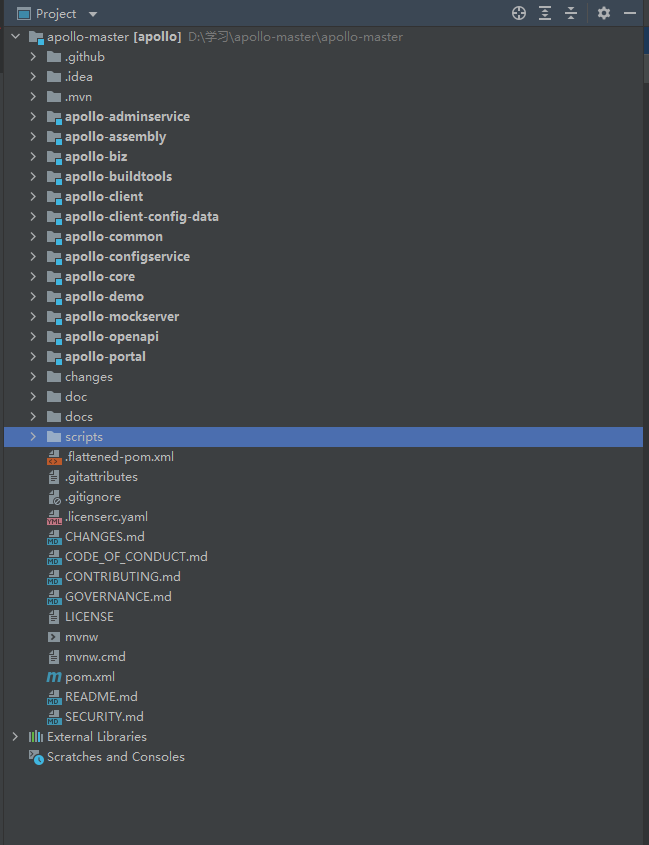 Project
apollo-master [apollo] D:\学习\apollo-master\apollo-master
.github
.idea
.mvn
apollo-adminservice
apollo-assembly
apollo-biz
apollo-buildtools
apollo-client
apollo-client-config-data
apollo-common
apollo-configservice
apollo-core
apollo-demo
apollo-mockserver
apollo-openapi
apollo-portal
changes
doc
docs
scripts
.flattened-pom.xml
.gitattributes
.gitignore
.licenserc.yaml
CHANGES.md
CODE_OF_CONDUCT.md
CONTRIBUTING.md
GOVERNANCE.md
LICENSE
mvnw
mvnw.cmd
pom.xml
README.md
SECURITY.md
External Libraries
Scratches and Consoles